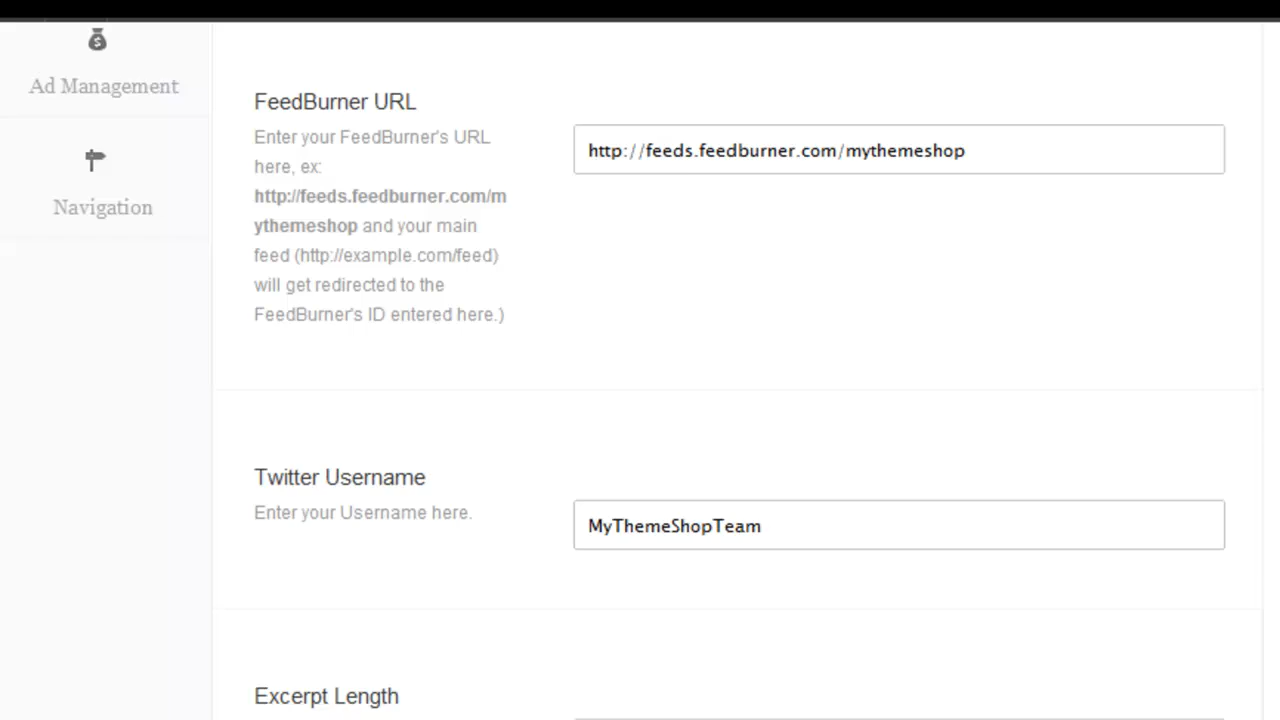 Ad Management
Navigation
FeedBurner URL
Enter your FeedBurner's URL
here, ex:
http://feeds.feedburner.com/m
ythemeshop and your main
feed (http://example.com/feed)
will get redirected to the
FeedBurner's ID entered here.)
http://feeds.feedburner.com/mythemeshop
Twitter Username
Enter your Username here.
MyThemeShopTeam
Excerpt Length